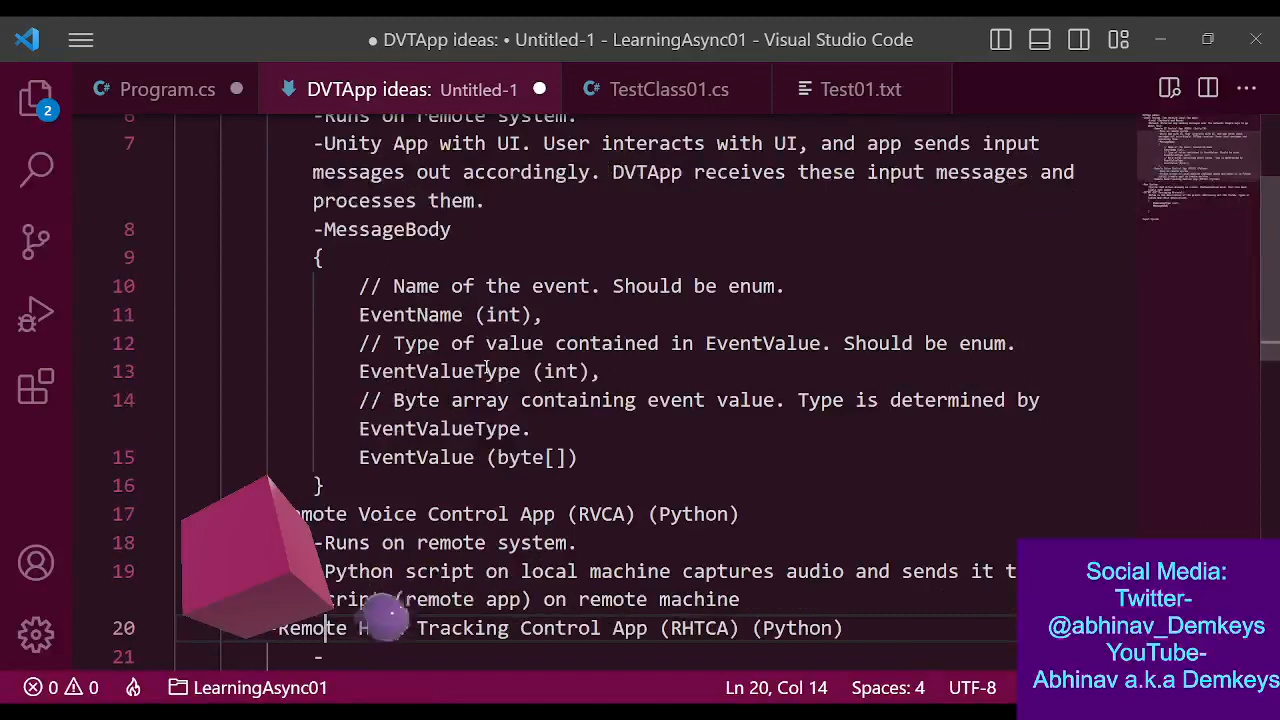 ● DVTApp ideas: • Untitled-1 - LearningAsync01 - Visual Studio Code
2
Program.cs
DVTApp ideas: Untitled-1
TestClass01.cs
Test01.txt
6 -Runs on remote system.
7 -Unity App with UI. User interacts with UI, and app sends input
messages out accordingly. DVTApp receives these input messages and
processes them.
8 -MessageBody
9 {
10 // Name of the event. Should be enum.
11 EventName (int),
12 // Type of value contained in EventValue. Should be enum.
13 EventValueType (int),
14 // Byte array containing event value. Type is determined by
EventValueType.
15 EventValue (byte[])
16 }
17 Voice Control App (RVCA) (Python)
18 -Runs on remote system.
19 -Python script on local machine captures audio and sends it
(remote app) on remote machine
20 -Remote Tracking Control App (RHTCA) (Python)
21 -
0 0
LearningAsync01
Ln 20, Col 14
Spaces: 4
UTF-8
Social Media:
Twitter-
@abhinav_Demkeys
YouTube-
Abhinav a.k.a Demkeys